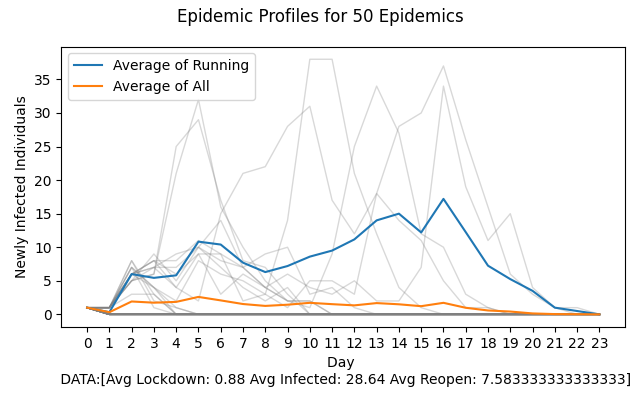 Epidemic Profiles for 50 Epidemics
Average of Running
Average of All
Newly Infected Individuals
35
30
25
20
15
10
5
0
0 1 2 3 4 5 6 7 8 9 10 11 12 13 14 15 16 17 18 19 20 21 22 23
Day
DATA:[Avg Lockdown: 0.88 Avg Infected: 28.64 Avg Reopen: 7.583333333333333]